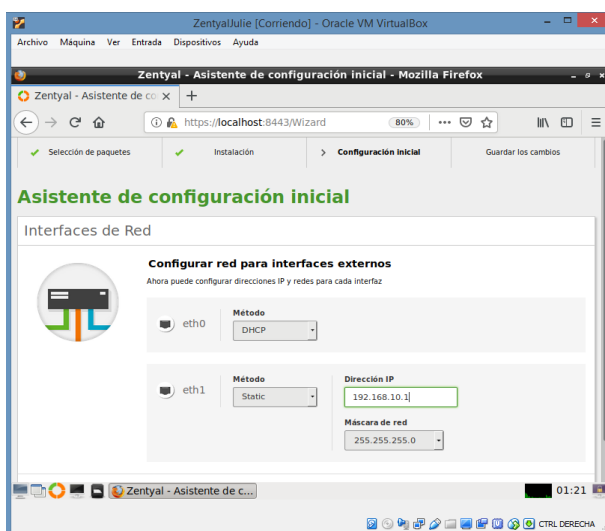 ZentyalJulie [Corriendo] - Oracle VM VirtualBox
Archivo Máquina Ver Entrada Dispositivos Ayuda
Zentyal - Asistente de configuración inicial - Mozilla Firefox
Zentyal - Asistente de co
https://localhost:8443/Wizard 80%
Selección de paquetes Instalación Configuración inicial Guardar los cambios
Asistente de configuración inicial
Interfaces de Red
Configurar red para interfaces externos
Ahora puede configurar direcciones IP y redes para cada interfaz
Método
eth0 DHCP
Método Dirección IP
eth1 Static 192.168.10.1
Máscara de red
255.255.255.0
Zentyal - Asistente de c... 01:21
CTRL DERECHA